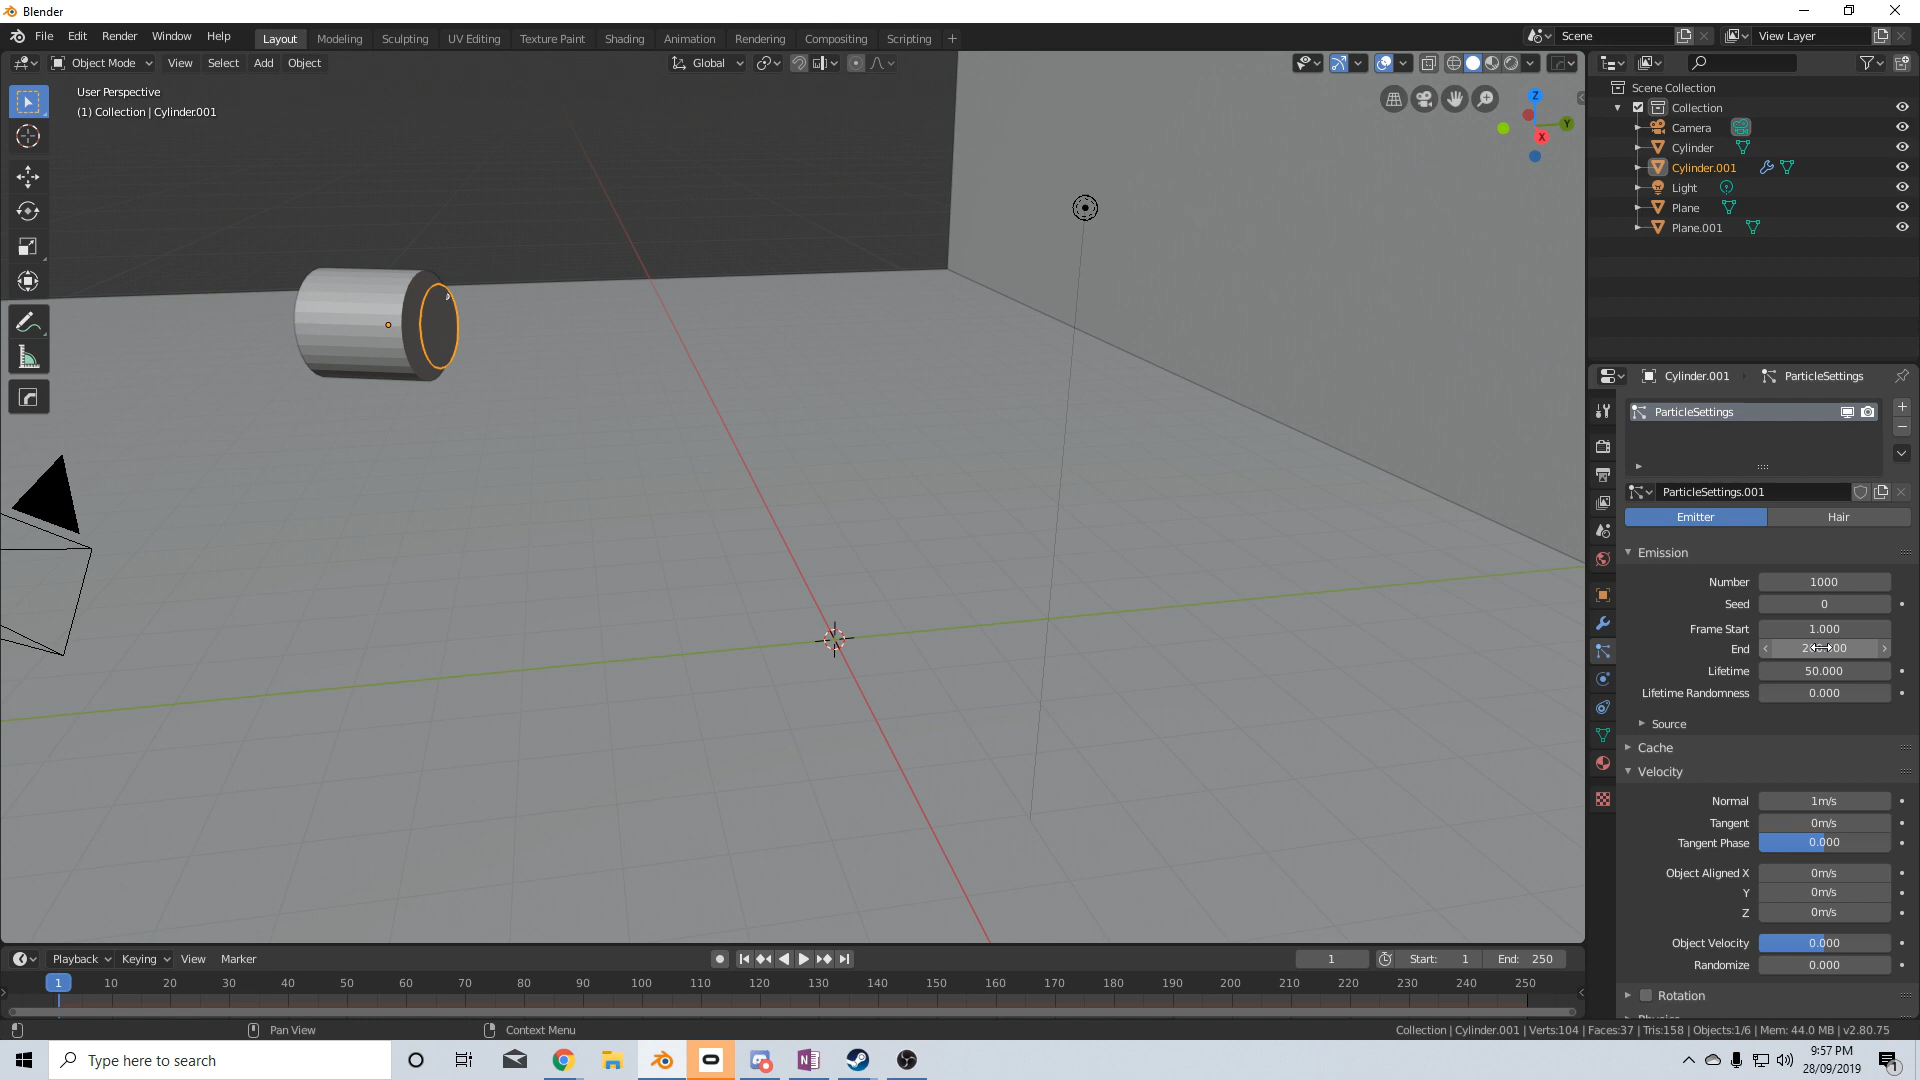 Blender
File Edit Render Window Help
Layout Modeling Sculpting UV Editing Texture Paint Shading Animation Rendering Compositing Scripting +
Scene
View Layer
Object Mode View Select Add Object
Global
User Perspective
(1) Collection | Cylinder.001
Z
Y
X
Scene Collection
Collection
Camera
Cylinder
Cylinder.001
Light
Plane
Plane.001
Cylinder.001 ParticleSettings
ParticleSettings
ParticleSettings.001
Emitter Hair
Emission
Number 1000
Seed 0
Frame Start 1.000
End
Lifetime 50.000
Lifetime Randomness 0.000
Source
Cache
Velocity
Normal 1m/s
Tangent 0m/s
Tangent Phase 0.000
Object Aligned X 0m/s
Y 0m/s
Z 0m/s
Object Velocity 0.000
Randomize 0.000
Rotation
Playback Keying View Marker
1 Start: 1 End: 250
1 10 20 30 40 50 60 70 80 90 100 110 120 130 140 150 160 170 180 190 200 210 220 230 240 250
Pan View Context Menu
Collection | Cylinder.001 | Verts:104 | Faces:37 | Tris:158 | Objects:1/6 | Mem: 44.0 MB | v2.80.75
Type here to search
9:57 PM
28/09/2019
1